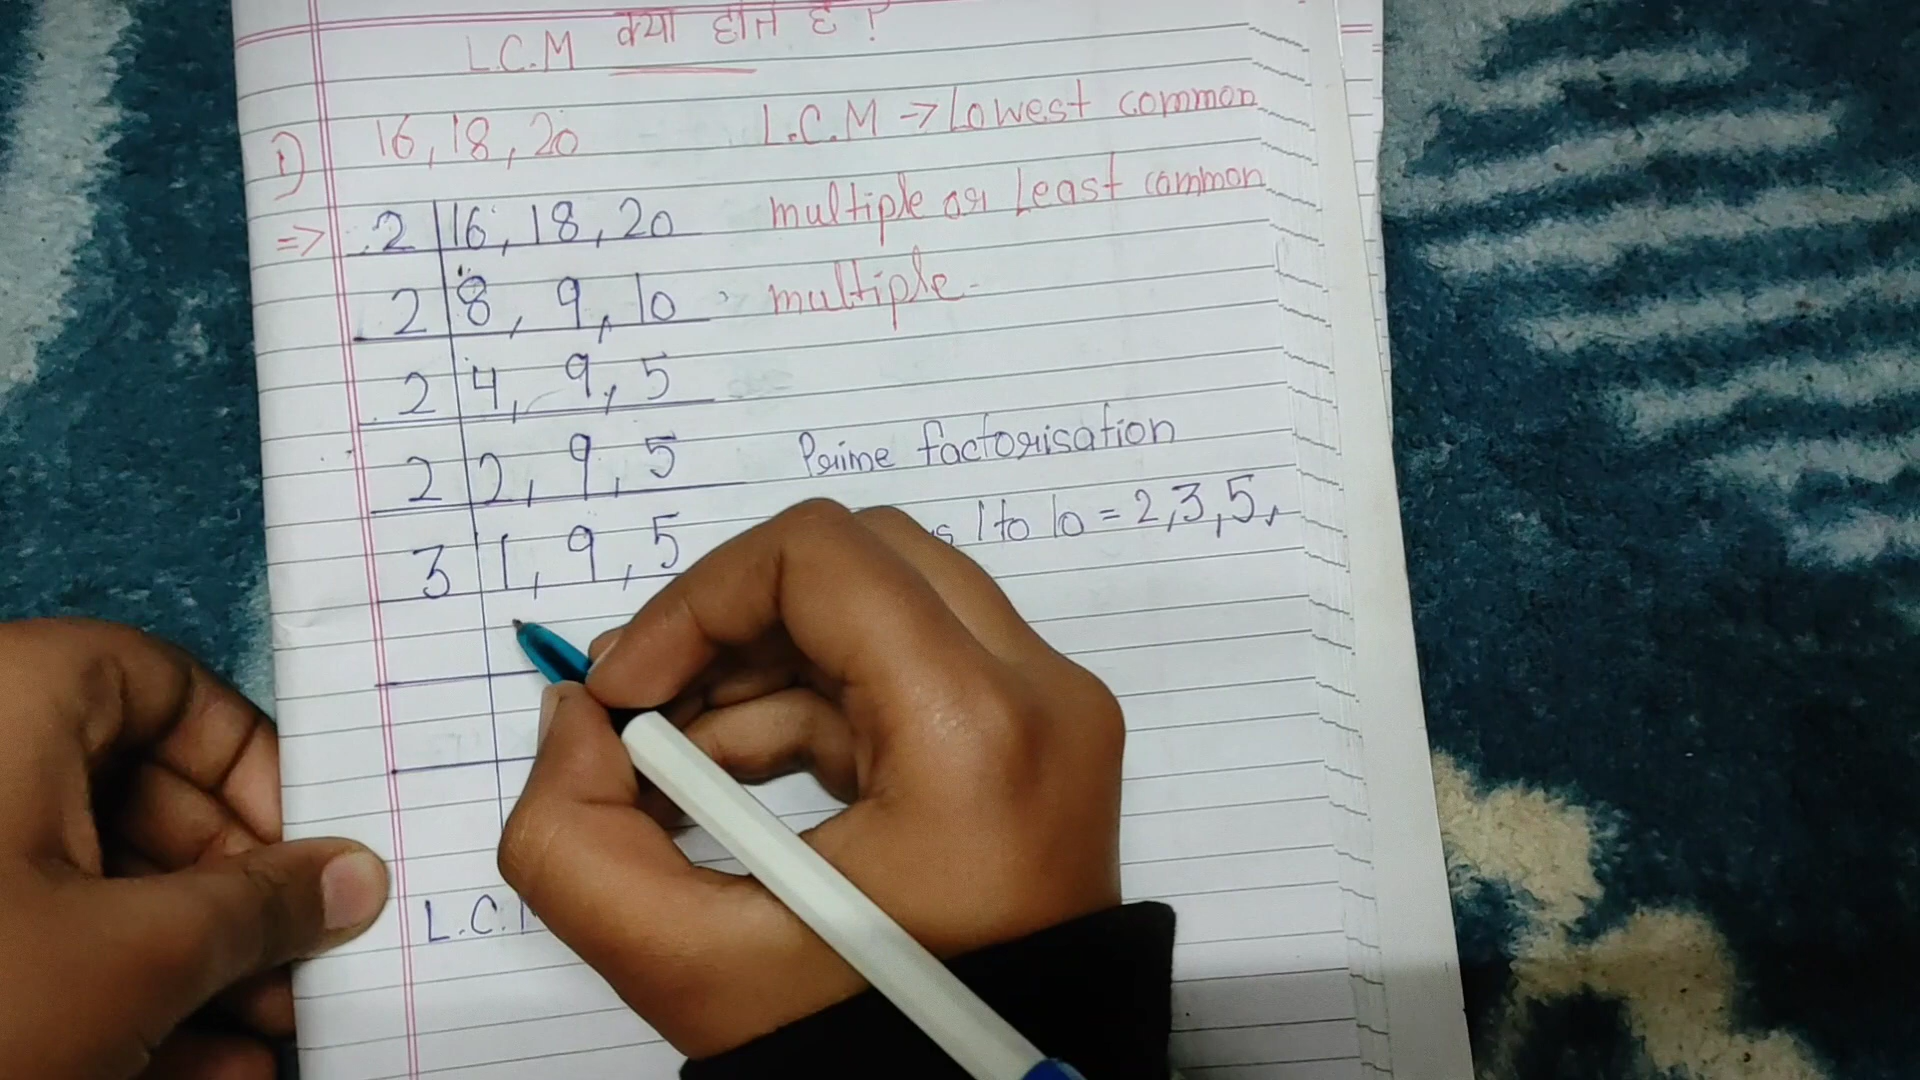 L.C.M क्या होते है ?
1) 16, 18, 20 L.C.M → Lowest common
=> 2 | 16, 18, 20 multiple or Least common
2 | 8, 9, 10 multiple
2 | 4, 9, 5
2 | 2, 9, 5 Prime factorisation
3 | 1, 9, 5 1 to 10 = 2, 3, 5,
L.C.